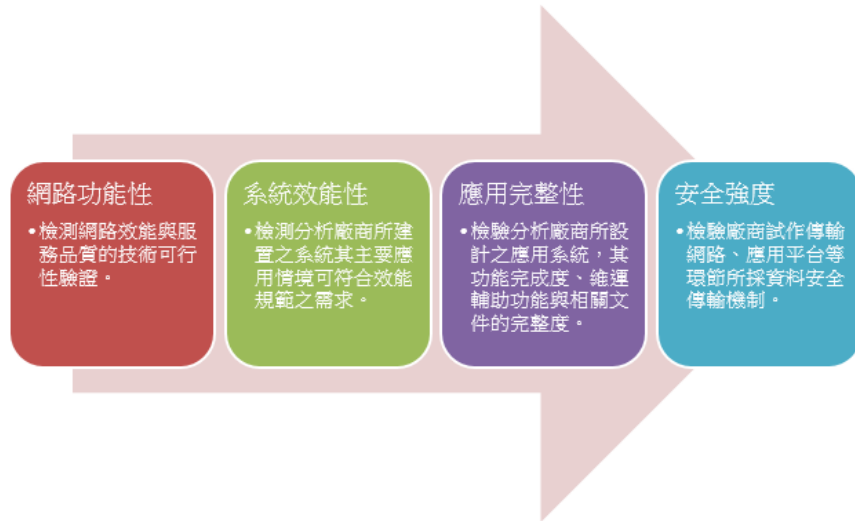 網路功能性
•檢測網路效能與服
務品質的技術可行
性驗證。
系統效能性
•檢測分析廠商所建
置之系統其主要應
用情境可符合效能
規範之需求。
應用完整性
•檢驗分析廠商所設
計之應用系統，其
功能完成度、維運
輔助功能與相關文
件的完整度。
安全強度
•檢驗廠商試作傳輸
網路、應用平台等
環節所採資料安全
傳輸機制。